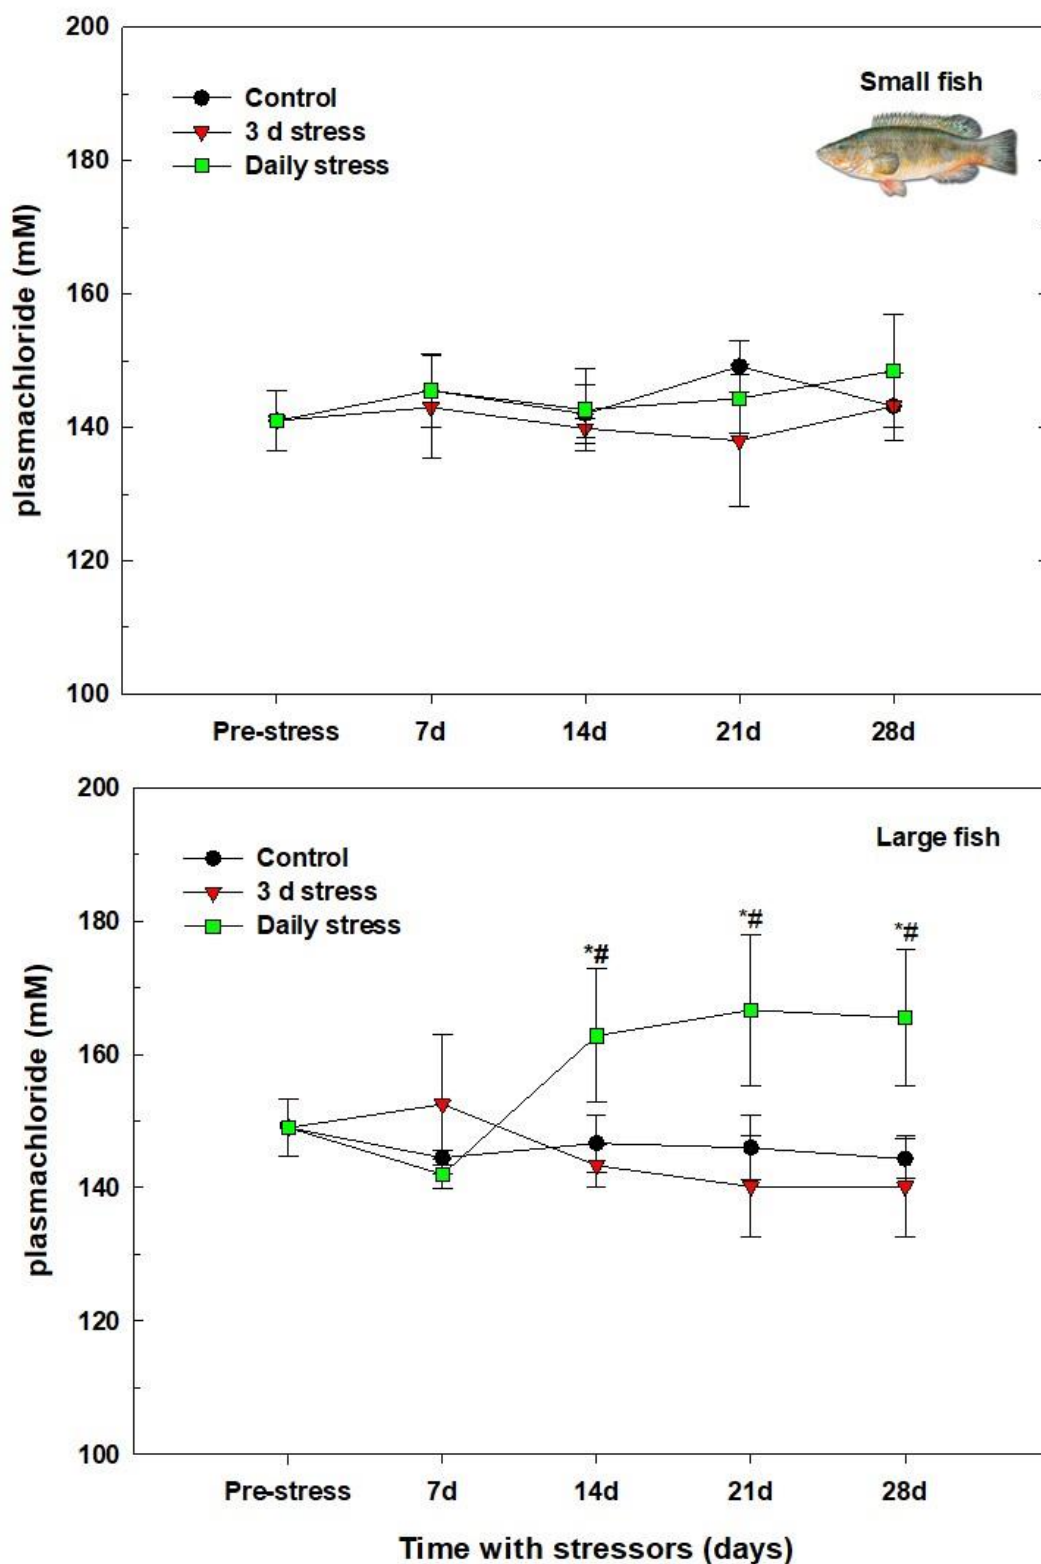 200
Control
3 d stress
Daily stress
Small fish
180
160
140
120
100
plasmachloride (mM)
Pre-stress 7d 14d 21d 28d
200
Control
3 d stress
Daily stress
Large fish
180
160
140
120
100
*#
*#
*#
plasmachloride (mM)
Pre-stress 7d 14d 21d 28d
Time with stressors (days)